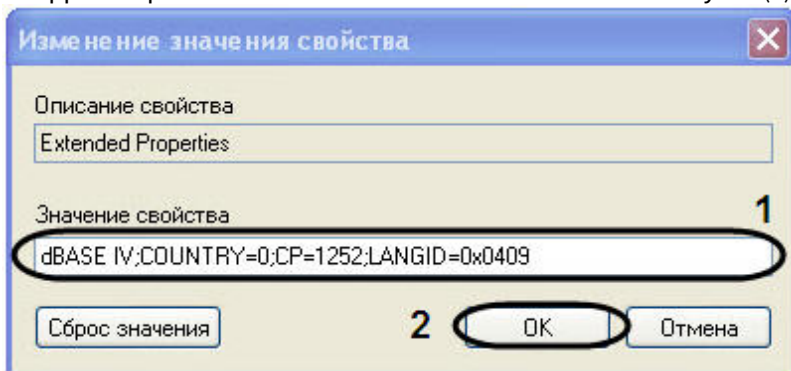 Изменение значения свойства
Описание свойства
Extended Properties
Значение свойства
1
dBASE IV;COUNTRY=0;CP=1252;LANGID=0x0409
Сброс значения
2
OK
Отмена